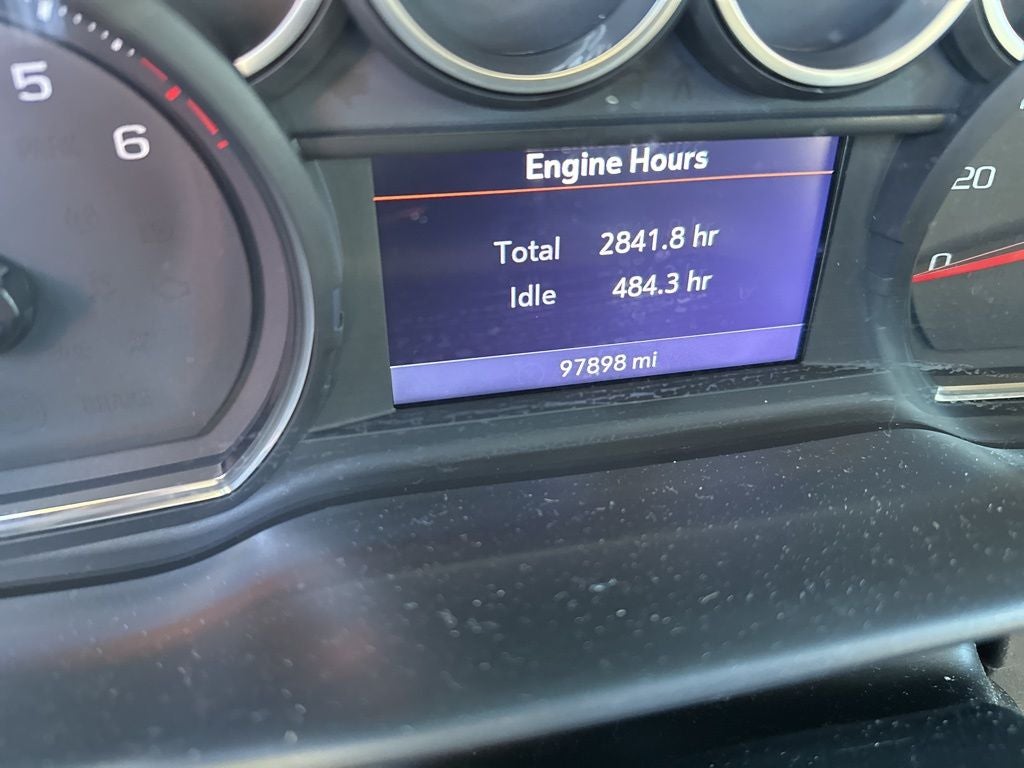 5
6
Engine Hours
Total 2841.8 hr
Idle 484.3 hr
97898 mi
20
0